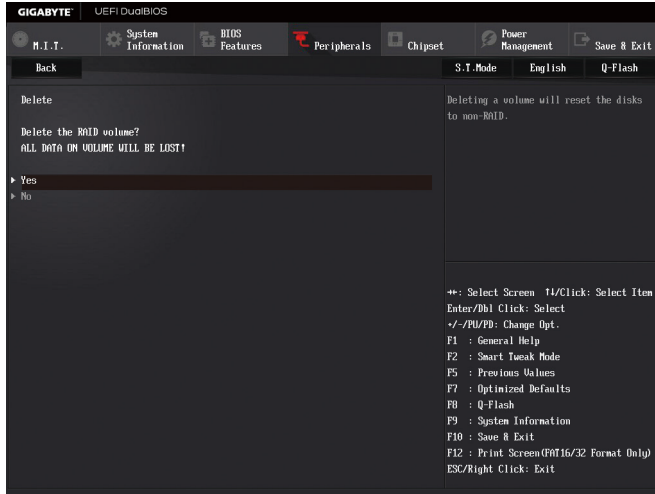 GIGABYTE™ UEFI DualBIOS
M.I.T. System Information BIOS Features Peripherals Chipset Power Management Save & Exit
Back S.T.Mode English Q-Flash
Delete
Delete the RAID volume?
ALL DATA ON VOLUME WILL BE LOST!
Yes
No
Deleting a volume will reset the disks
to non-RAID.
→←: Select Screen ↑↓/Click: Select Item
Enter/Dbl Click: Select
+/-/PU/PD: Change Opt.
F1 : General Help
F2 : Smart Tweak Mode
F5 : Previous Values
F7 : Optimized Defaults
F8 : Q-Flash
F9 : System Information
F10 : Save & Exit
F12 : Print Screen(FAT16/32 Format Only)
ESC/Right Click: Exit